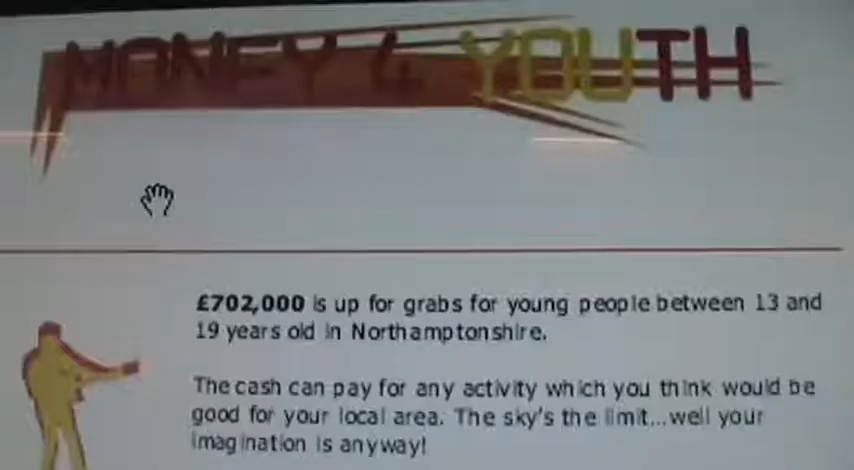 MONEY 4 YOUTH
£702,000 is up for grabs for young people between 13 and
19 years old in Northamptonshire.
The cash can pay for any activity which you think would be
good for your local area. The sky's the limit...well your
imagination is anyway!